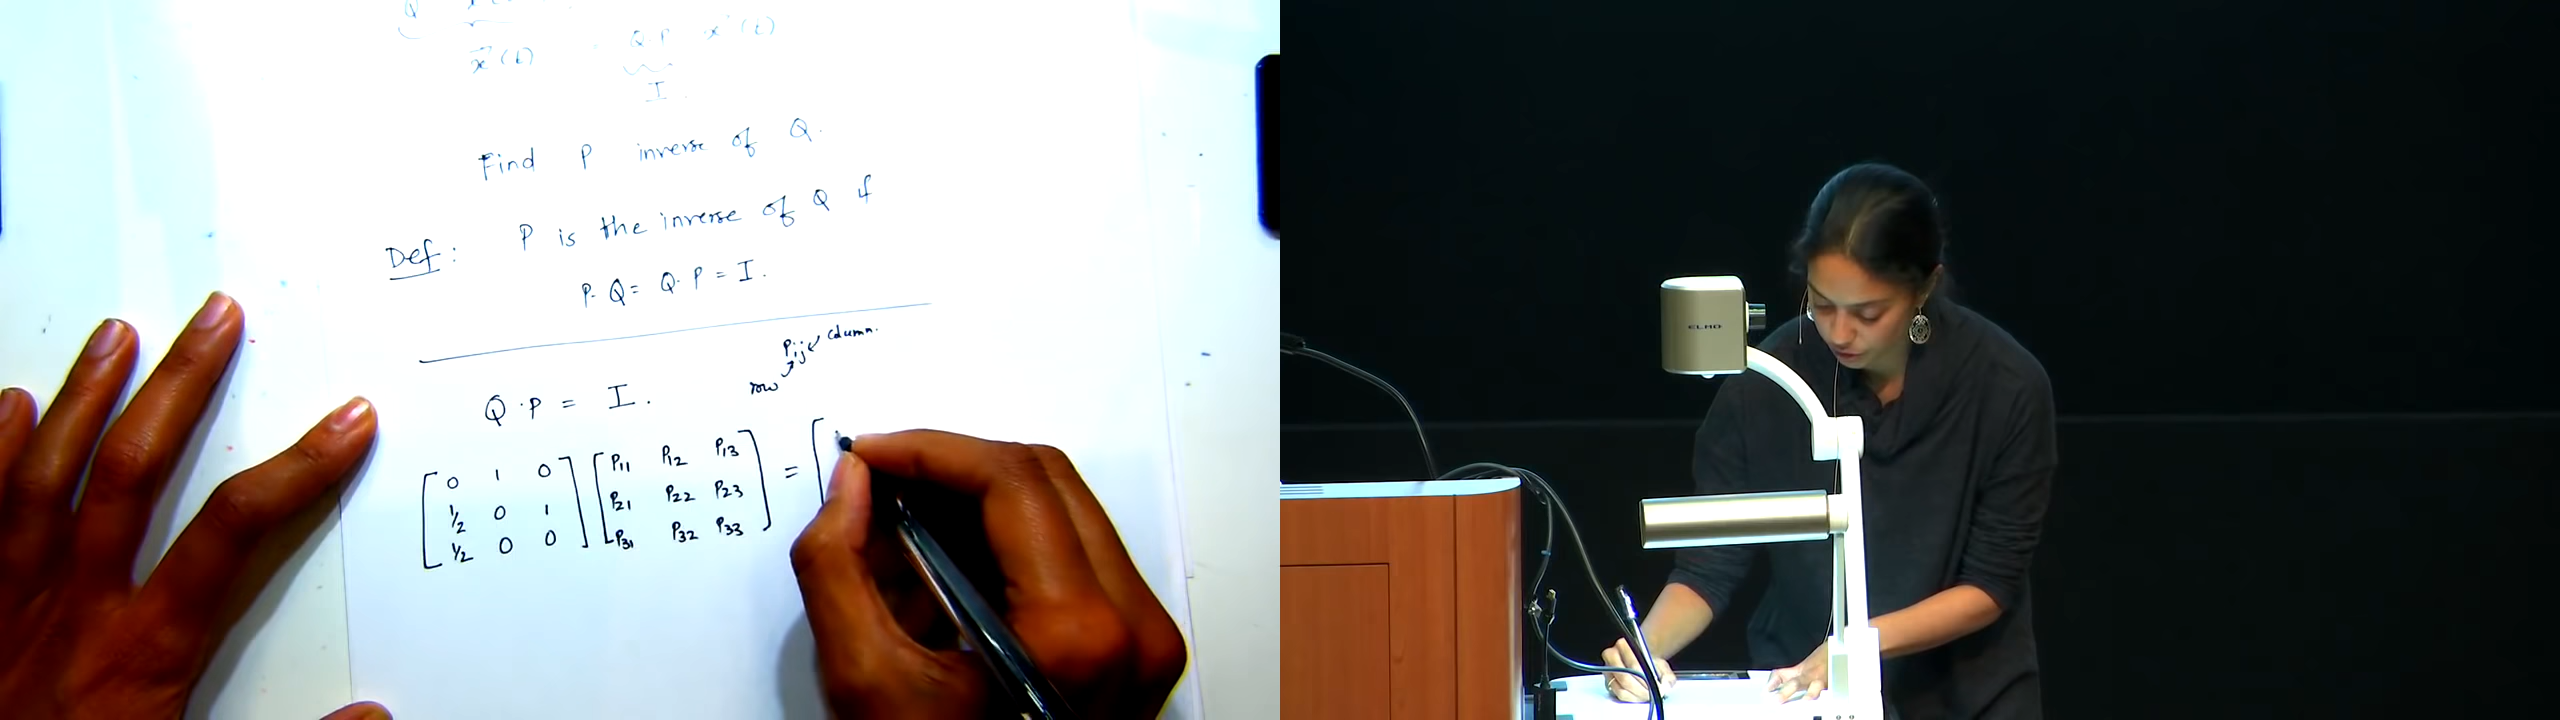 x⃗(t) Q·P x⃗(t)
I
Find P inverse of Q.
Def: P is the inverse of Q if
P·Q = Q·P = I.
Pij column.
row
Q·P = I.
[ 0 1 0 ] [ P11 P12 P13 ] = [
[ 1/2 0 1 ] [ P21 P22 P23 ]
[ 1/2 0 0 ] [ P31 P32 P33 ]
ELMO